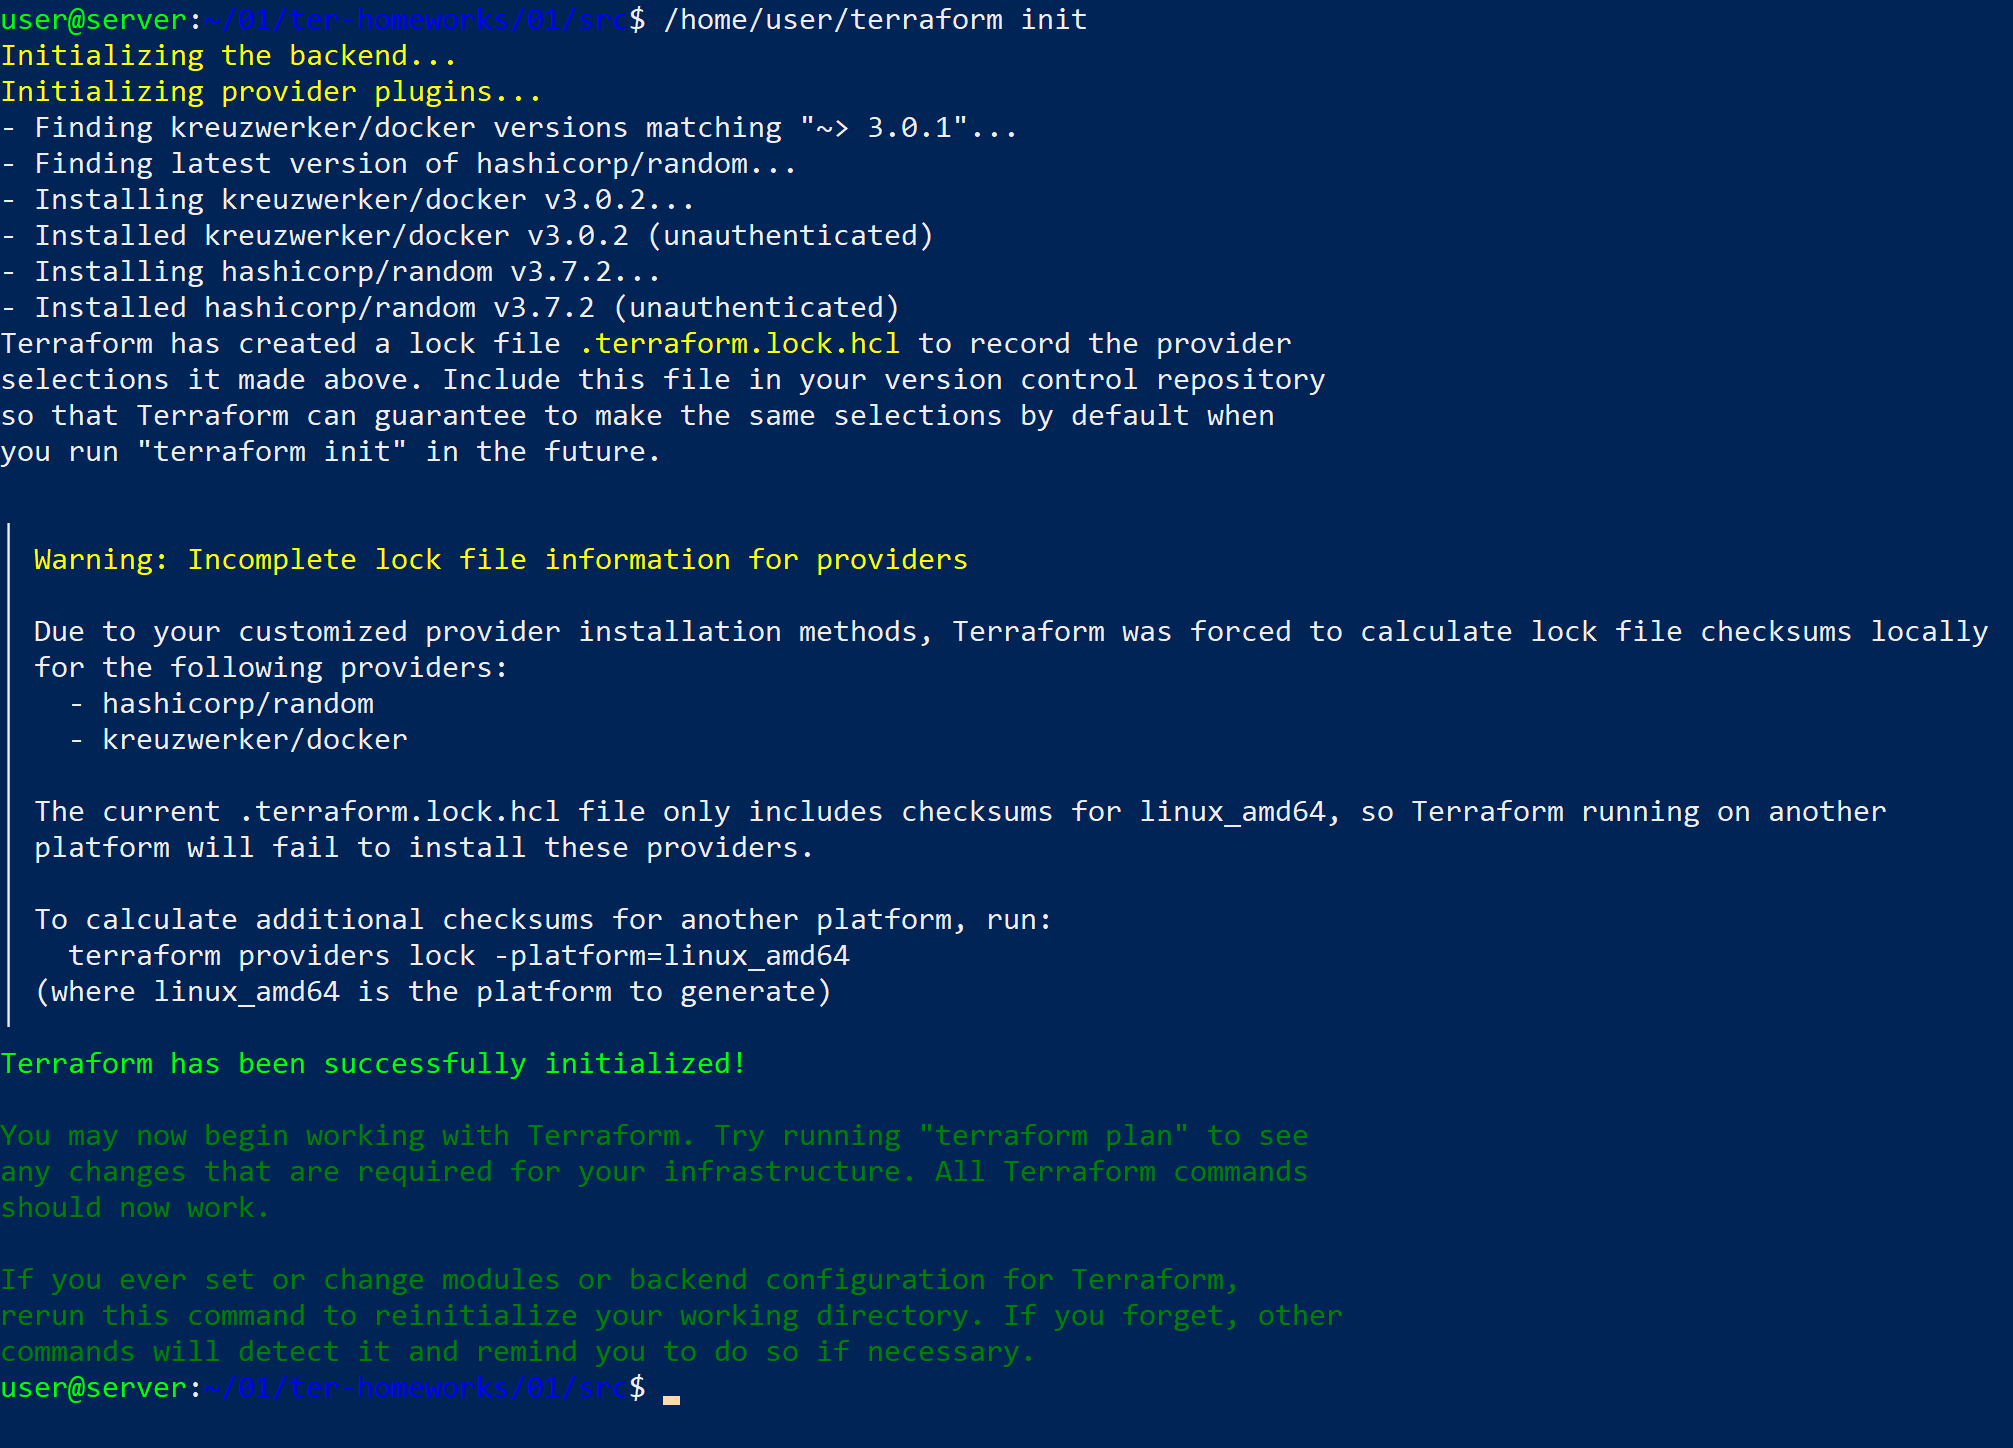 user@server:~/01/ter-homeworks/01/src$ /home/user/terraform init
Initializing the backend...
Initializing provider plugins...
- Finding kreuzwerker/docker versions matching "~> 3.0.1"...
- Finding latest version of hashicorp/random...
- Installing kreuzwerker/docker v3.0.2...
- Installed kreuzwerker/docker v3.0.2 (unauthenticated)
- Installing hashicorp/random v3.7.2...
- Installed hashicorp/random v3.7.2 (unauthenticated)
Terraform has created a lock file .terraform.lock.hcl to record the provider
selections it made above. Include this file in your version control repository
so that Terraform can guarantee to make the same selections by default when
you run "terraform init" in the future.
Warning: Incomplete lock file information for providers
Due to your customized provider installation methods, Terraform was forced to calculate lock file checksums locally
for the following providers:
- hashicorp/random
- kreuzwerker/docker
The current .terraform.lock.hcl file only includes checksums for linux_amd64, so Terraform running on another
platform will fail to install these providers.
To calculate additional checksums for another platform, run:
terraform providers lock -platform=linux_amd64
(where linux_amd64 is the platform to generate)
Terraform has been successfully initialized!
You may now begin working with Terraform. Try running "terraform plan" to see
any changes that are required for your infrastructure. All Terraform commands
should now work.
If you ever set or change modules or backend configuration for Terraform,
rerun this command to reinitialize your working directory. If you forget, other
commands will detect it and remind you to do so if necessary.
user@server:~/01/ter-homeworks/01/src$